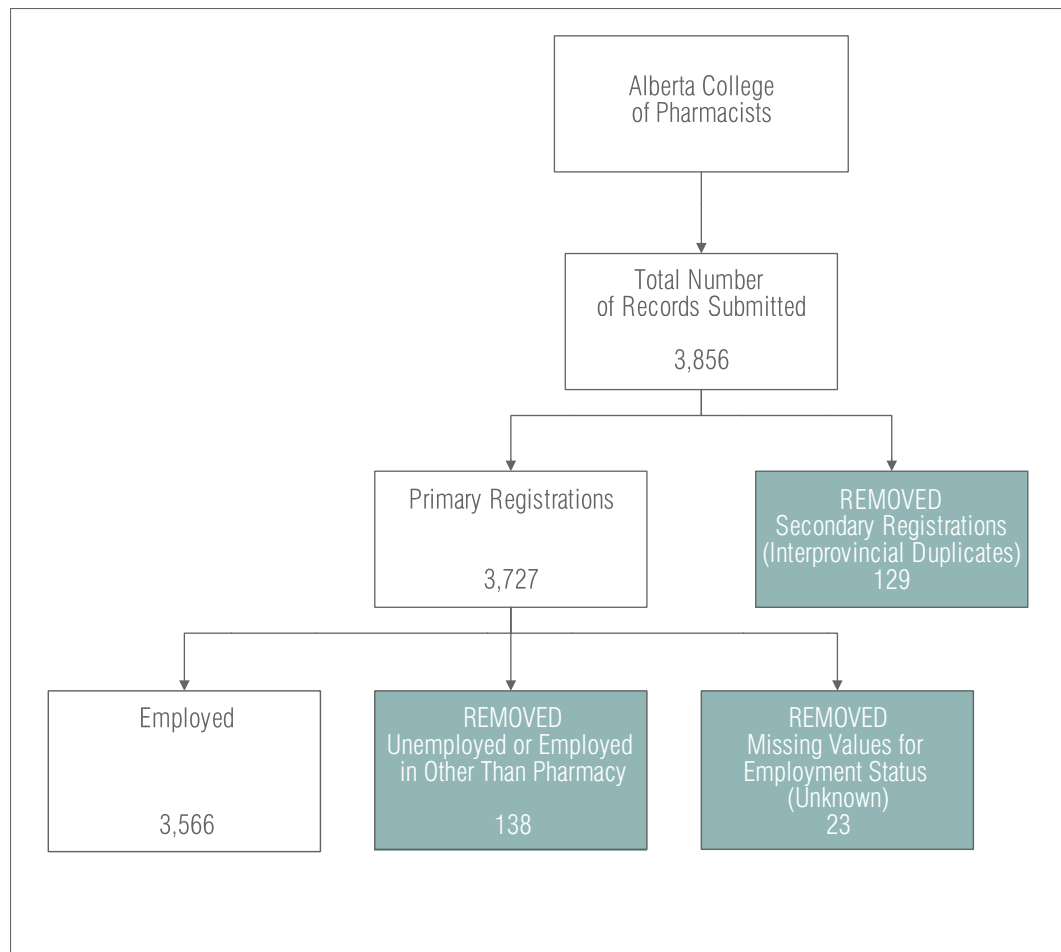 Alberta College
of Pharmacists
Total Number
of Records Submitted
3,856
Primary Registrations
3,727
REMOVED
Secondary Registrations
(Interprovincial Duplicates)
129
Employed
3,566
REMOVED
Unemployed or Employed
in Other Than Pharmacy
138
REMOVED
Missing Values for
Employment Status
(Unknown)
23